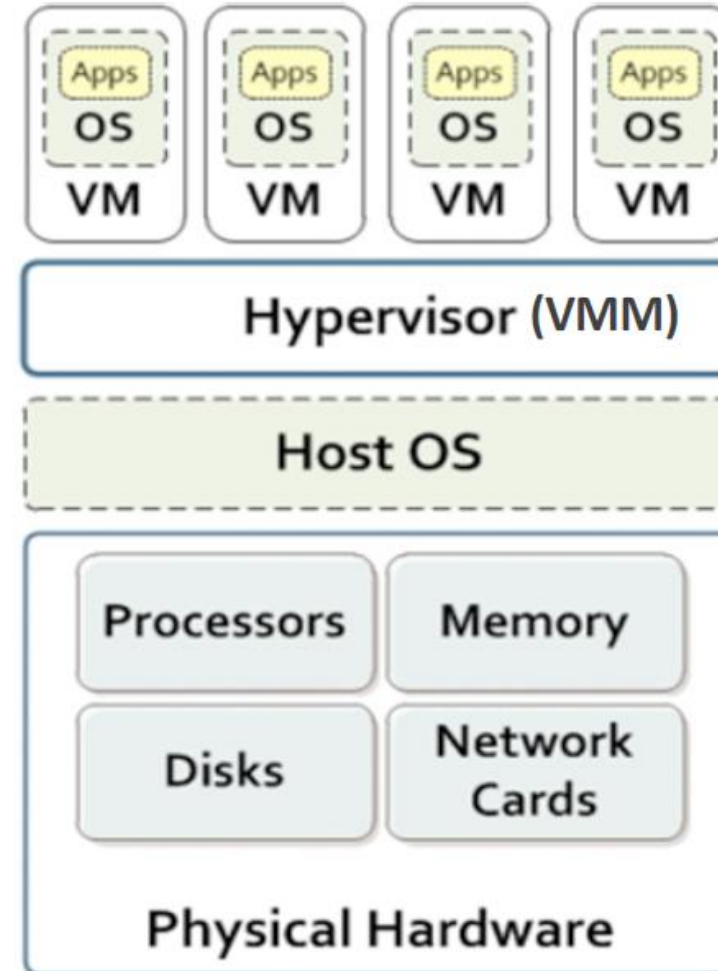 Apps Apps Apps Apps
OS OS OS OS
VM VM VM VM
Hypervisor (VMM)
Host OS
Processors Memory
Disks Network
Cards
Physical Hardware